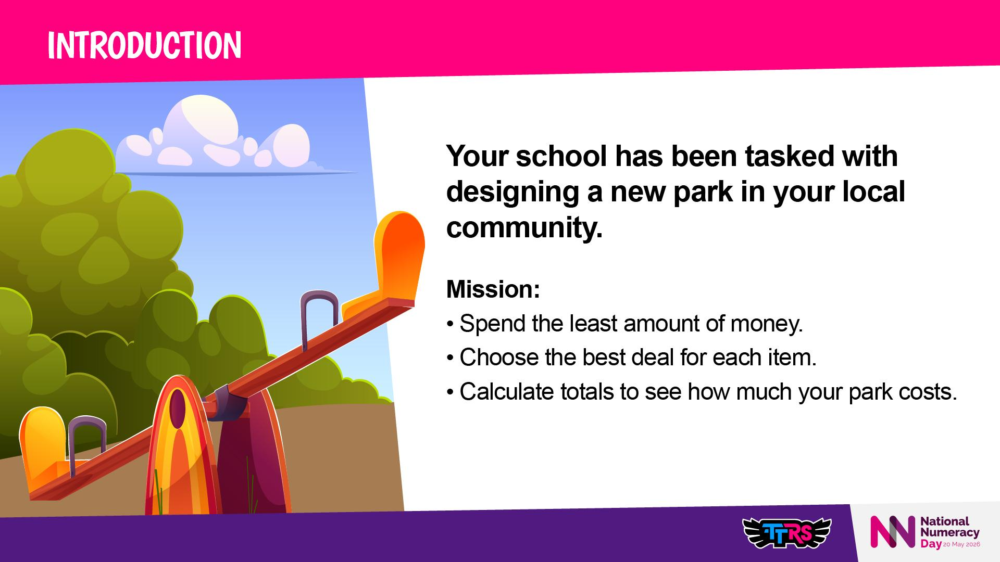 INTRODUCTION
Your school has been tasked with
designing a new park in your local
community.
Mission:
• Spend the least amount of money.
• Choose the best deal for each item.
• Calculate totals to see how much your park costs.
TTRS
NN
National
Numeracy
Day 20 May 2026